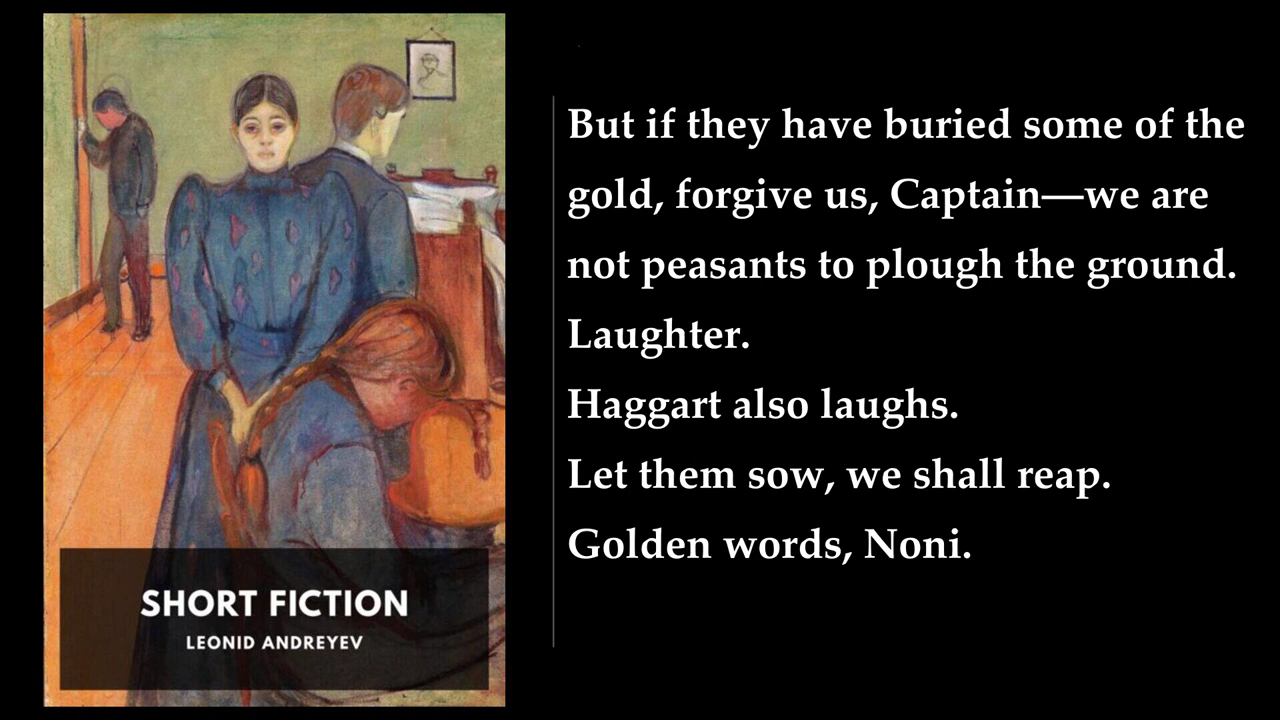 SHORT FICTION
LEONID ANDREYEV
But if they have buried some of the
gold, forgive us, Captain—we are
not peasants to plough the ground.
Laughter.
Haggart also laughs.
Let them sow, we shall reap.
Golden words, Noni.